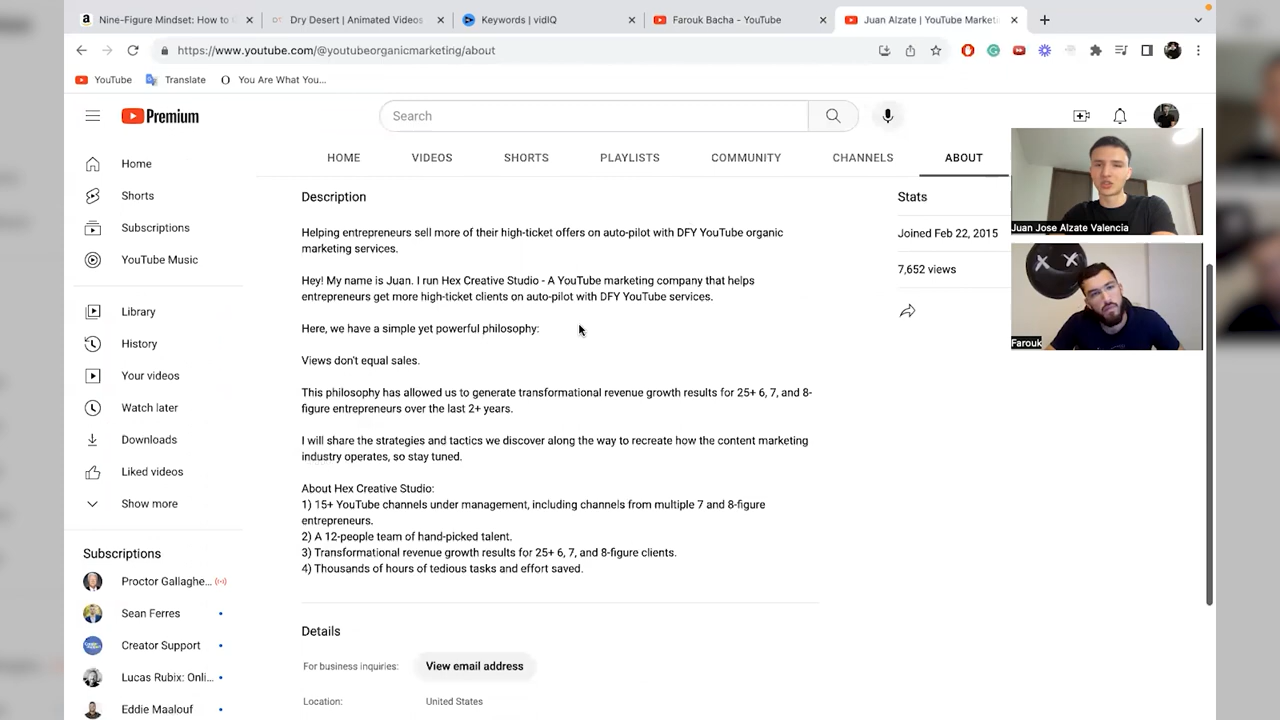 Nine-Figure Mindset: How to
Dry Desert | Animated Videos
Keywords | vidIQ
Farouk Bacha - YouTube
Juan Alzate | YouTube Marketi
https://www.youtube.com/@youtubeorganicmarketing/about
YouTube
Translate
You Are What You...
Premium
Search
HOME
VIDEOS
SHORTS
PLAYLISTS
COMMUNITY
CHANNELS
ABOUT
Home
Shorts
Subscriptions
YouTube Music
Library
History
Your videos
Watch later
Downloads
Liked videos
Show more
Subscriptions
Proctor Gallaghe...
Sean Ferres
Creator Support
Lucas Rubix: Onli...
Eddie Maalouf
Description
Helping entrepreneurs sell more of their high-ticket offers on auto-pilot with DFY YouTube organic
marketing services.
Hey! My name is Juan. I run Hex Creative Studio - A YouTube marketing company that helps
entrepreneurs get more high-ticket clients on auto-pilot with DFY YouTube services.
Here, we have a simple yet powerful philosophy:
Views don't equal sales.
This philosophy has allowed us to generate transformational revenue growth results for 25+ 6, 7, and 8-
figure entrepreneurs over the last 2+ years.
I will share the strategies and tactics we discover along the way to recreate how the content marketing
industry operates, so stay tuned.
About Hex Creative Studio:
1) 15+ YouTube channels under management, including channels from multiple 7 and 8-figure
entrepreneurs.
2) A 12-people team of hand-picked talent.
3) Transformational revenue growth results for 25+ 6, 7, and 8-figure clients.
4) Thousands of hours of tedious tasks and effort saved.
Details
For business inquiries:
View email address
Location:
United States
Stats
Joined Feb 22, 2015
7,652 views
Juan Jose Alzate Valencia
Farouk